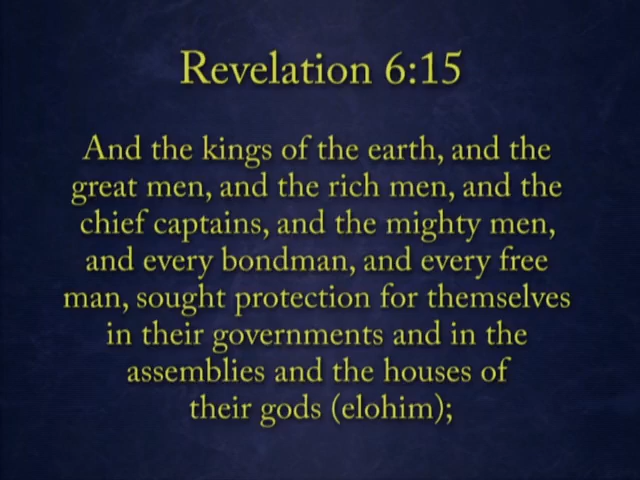 Revelation 6:15
And the kings of the earth, and the
great men, and the rich men, and the
chief captains, and the mighty men,
and every bondman, and every free
man, sought protection for themselves
in their governments and in the
assemblies and the houses of
their gods (elohim);